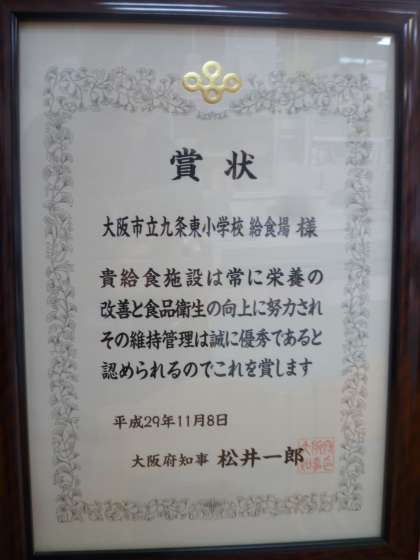 賞状
大阪市立九条東小学校 給食場 様
貴給食施設は常に栄養の
改善と食品衛生の向上に努力され
その維持管理は誠に優秀であると
認められるのでこれを賞します
平成29年11月8日
大阪府知事 松井一郎